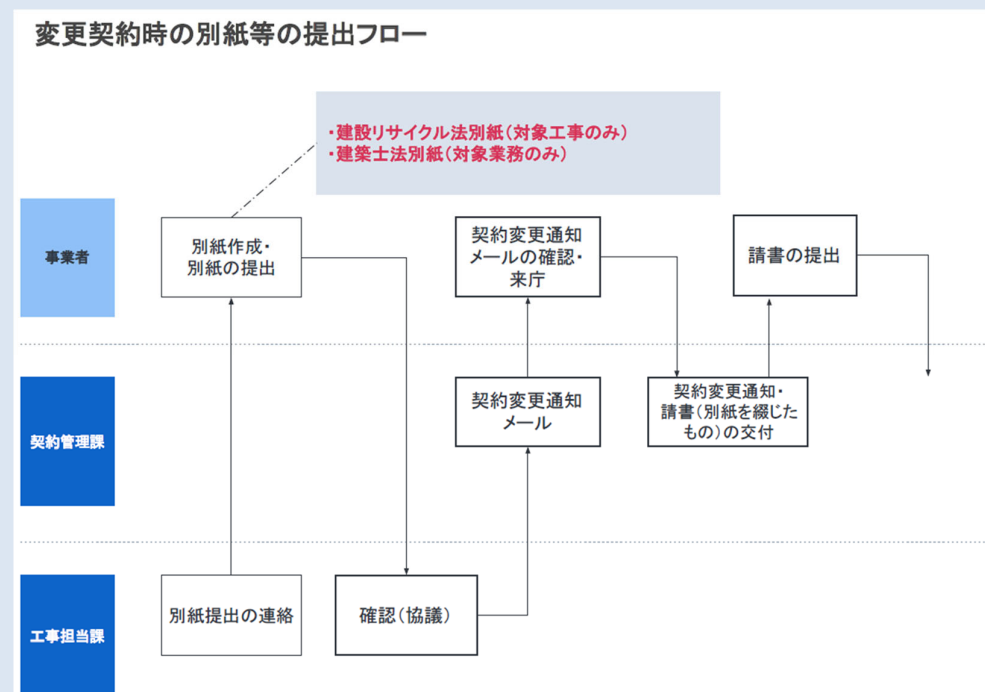 変更契約時の別紙等の提出フロー
・建設リサイクル法別紙（対象工事のみ）
・建築士法別紙（対象業務のみ）
事業者
別紙作成・
別紙の提出
契約変更通知
メールの確認・
来庁
請書の提出
契約管理課
契約変更通知
メール
契約変更通知・
請書（別紙を綴じた
もの）の交付
工事担当課
別紙提出の連絡
確認（協議）